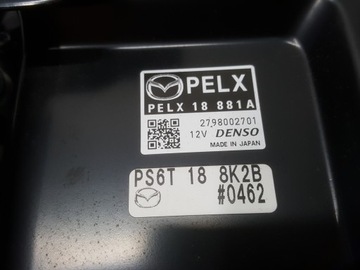 PELX
PELX 18 881A
2798002701
12V DENSO
MADE IN JAPAN
PS6T 18 8K2B
#0462